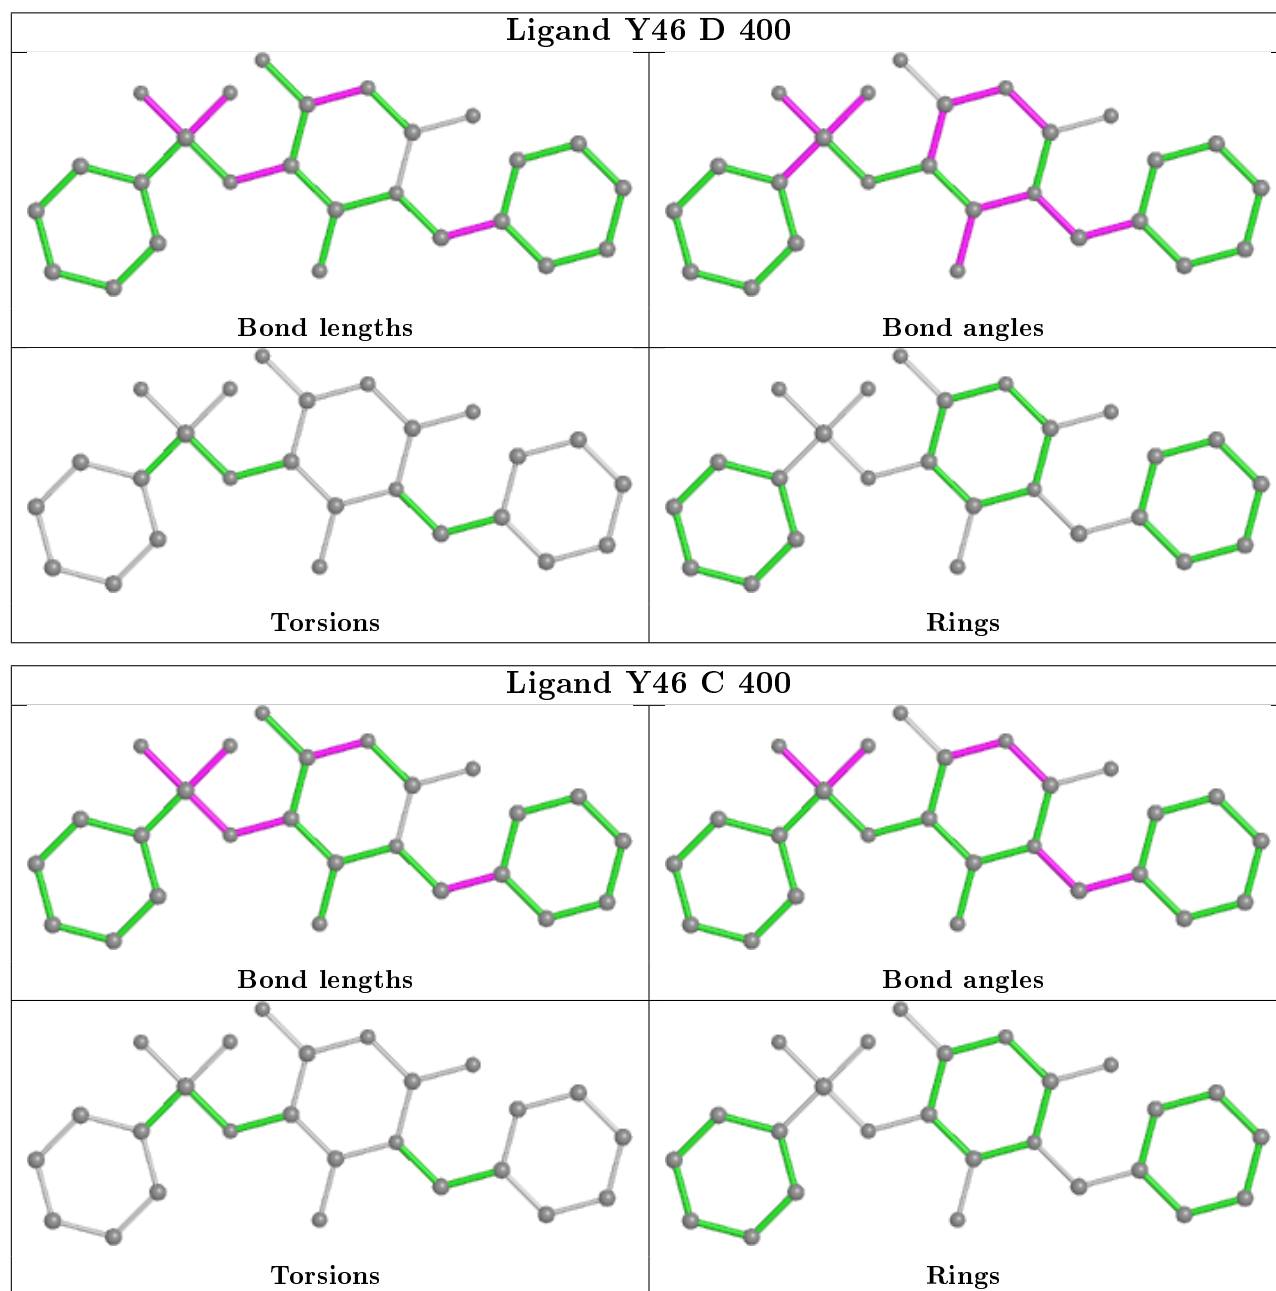 Ligand Y46 D 400
Bond lengths
Bond angles
Torsions
Rings
Ligand Y46 C 400
Bond lengths
Bond angles
Torsions
Rings